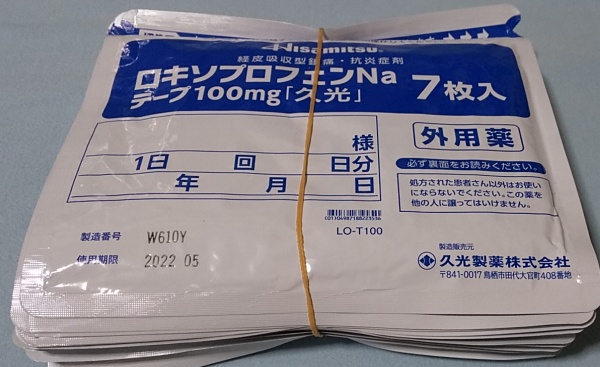 Hisamitsu
経皮吸収型鎮痛・抗炎症剤
ロキソプロフェンNa
テープ100mg「久光」 7枚入
様
1日 回 日分
年 月 日
外用薬
必ず裏面をお読みください。
処方された患者さん以外はお使い
にならないでください。この薬を
他の人に譲ってはいけません。
LO-T100
製造番号 W610Y
使用期限 2022 05
製造販売元
久光製薬株式会社
〒841-0017 鳥栖市田代大官町408番地